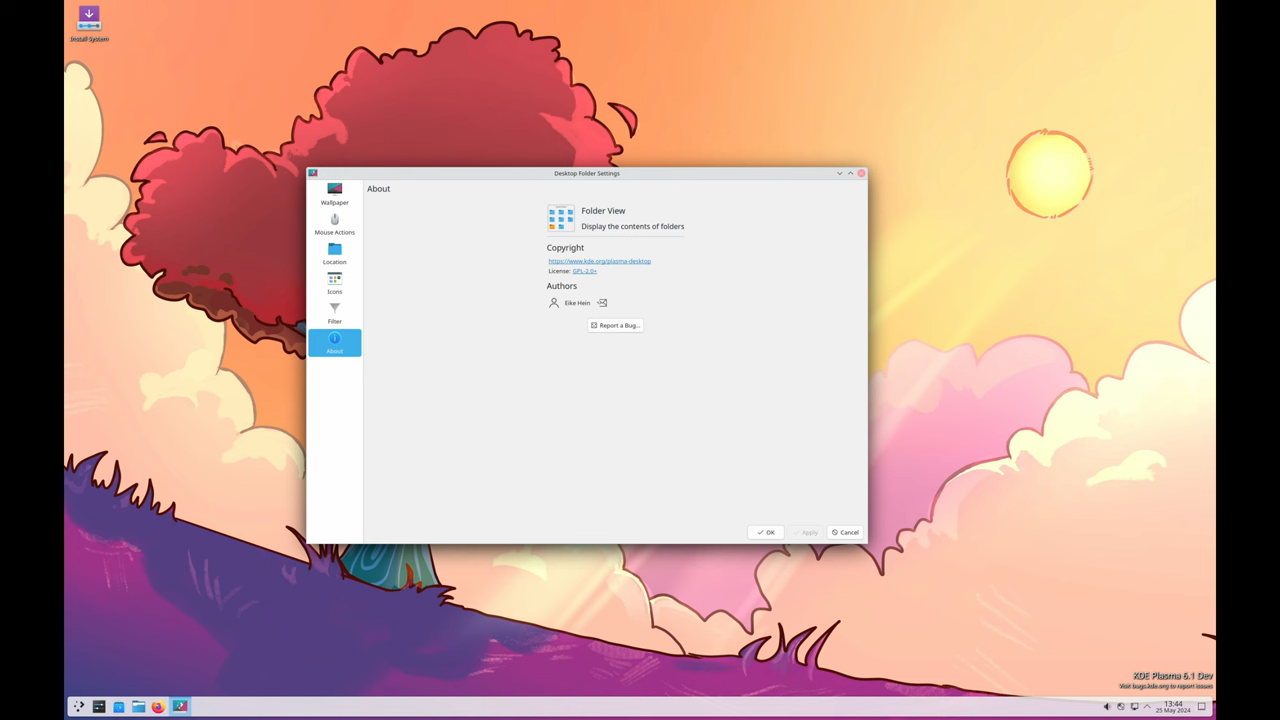 Install System
Desktop Folder Settings
Wallpaper
Mouse Actions
Location
Icons
Filter
About
About
Folder View
Display the contents of folders
Copyright
https://www.kde.org/plasma-desktop
License: GPL-2.0+
Authors
Eike Hein
Report a Bug...
OK
Apply
Cancel
KDE Plasma 6.1 Dev
Visit bugs.kde.org to report issues
13:44
25 May 2024